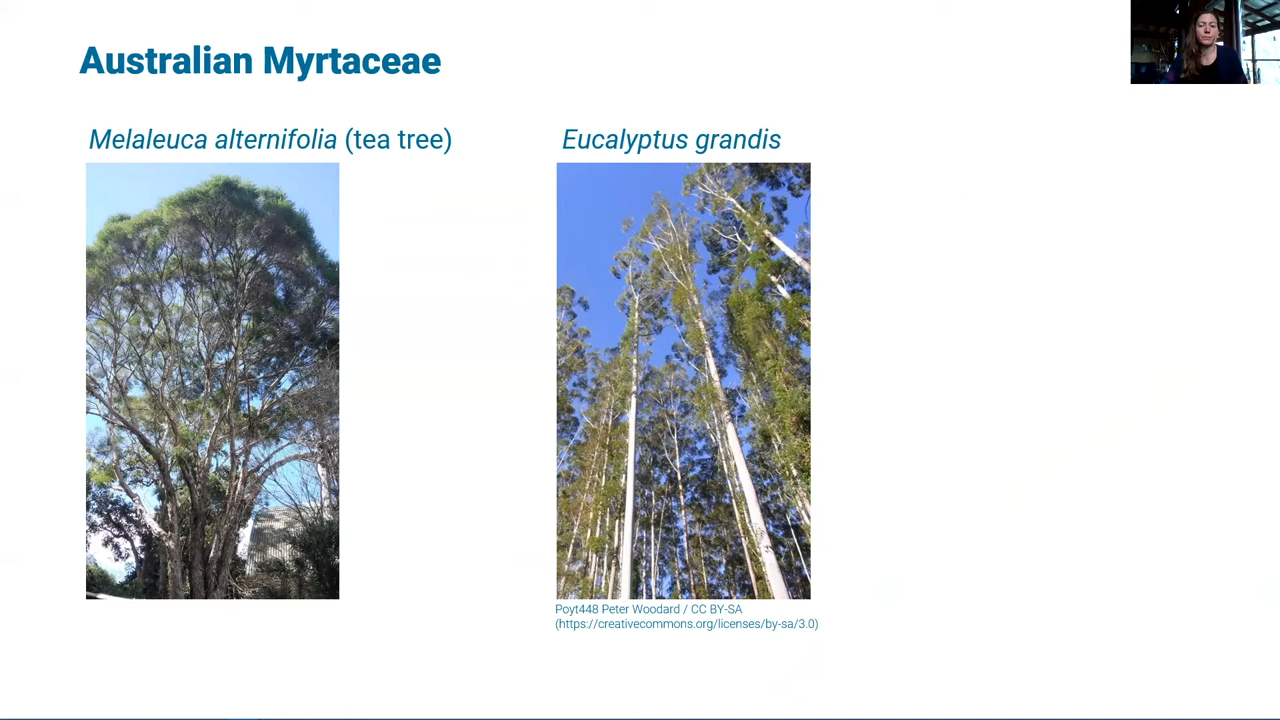 Australian Myrtaceae
Melaleuca alternifolia (tea tree)
Eucalyptus grandis
Poyt448 Peter Woodard / CC BY-SA
(https://creativecommons.org/licenses/by-sa/3.0)